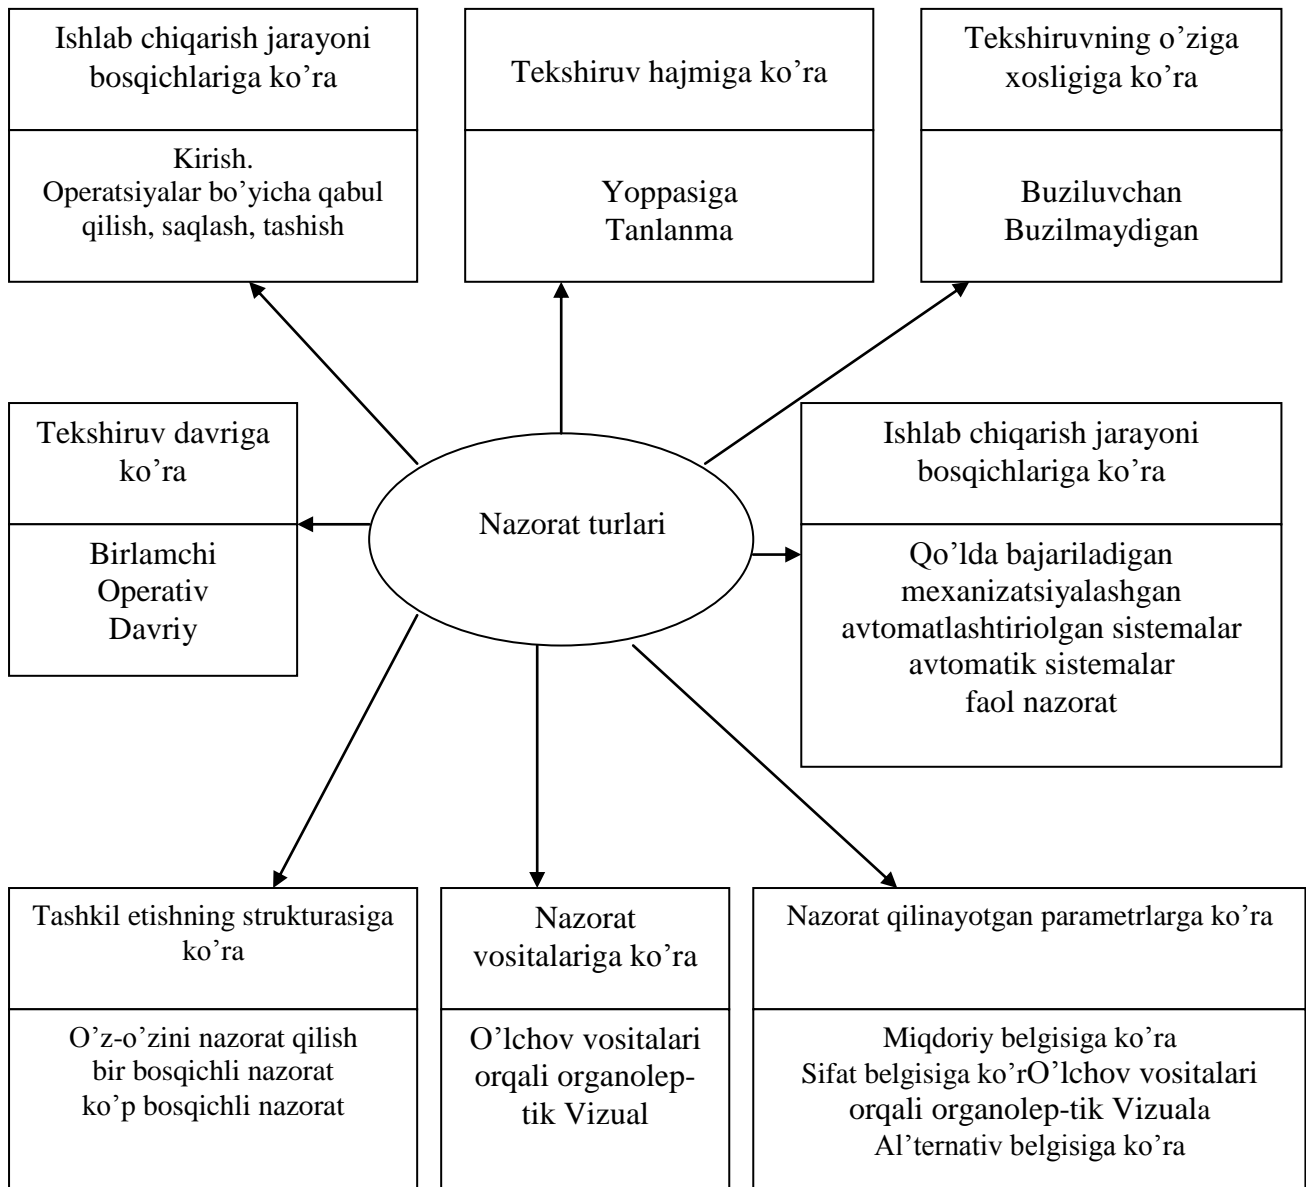 Ishlab chiqarish jarayoni
bosqichlariga ko’ra
Kirish.
Operatsiyalar bo’yicha qabul
qilish, saqlash, tashish
Tekshiruv hajmiga ko’ra
Yoppasiga
Tanlanma
Tekshiruvning o’ziga
xosligiga ko’ra
Buziluvchan
Buzilmaydigan
Tekshiruv davriga
ko’ra
Birlamchi
Operativ
Davriy
Nazorat turlari
Ishlab chiqarish jarayoni
bosqichlariga ko’ra
Qo’lda bajariladigan
mexanizatsiyalashgan
avtomatlashtiriolgan sistemalar
avtomatik sistemalar
faol nazorat
Tashkil etishning strukturasiga
ko’ra
O’z-o’zini nazorat qilish
bir bosqichli nazorat
ko’p bosqichli nazorat
Nazorat
vositalariga ko’ra
O’lchov vositalari
orqali organolep-
tik Vizual
Nazorat qilinayotgan parametrlarga ko’ra
Miqdoriy belgisiga ko’ra
Sifat belgisiga ko’rO’lchov vositalari
orqali organolep-tik Vizuala
Al’ternativ belgisiga ko’ra